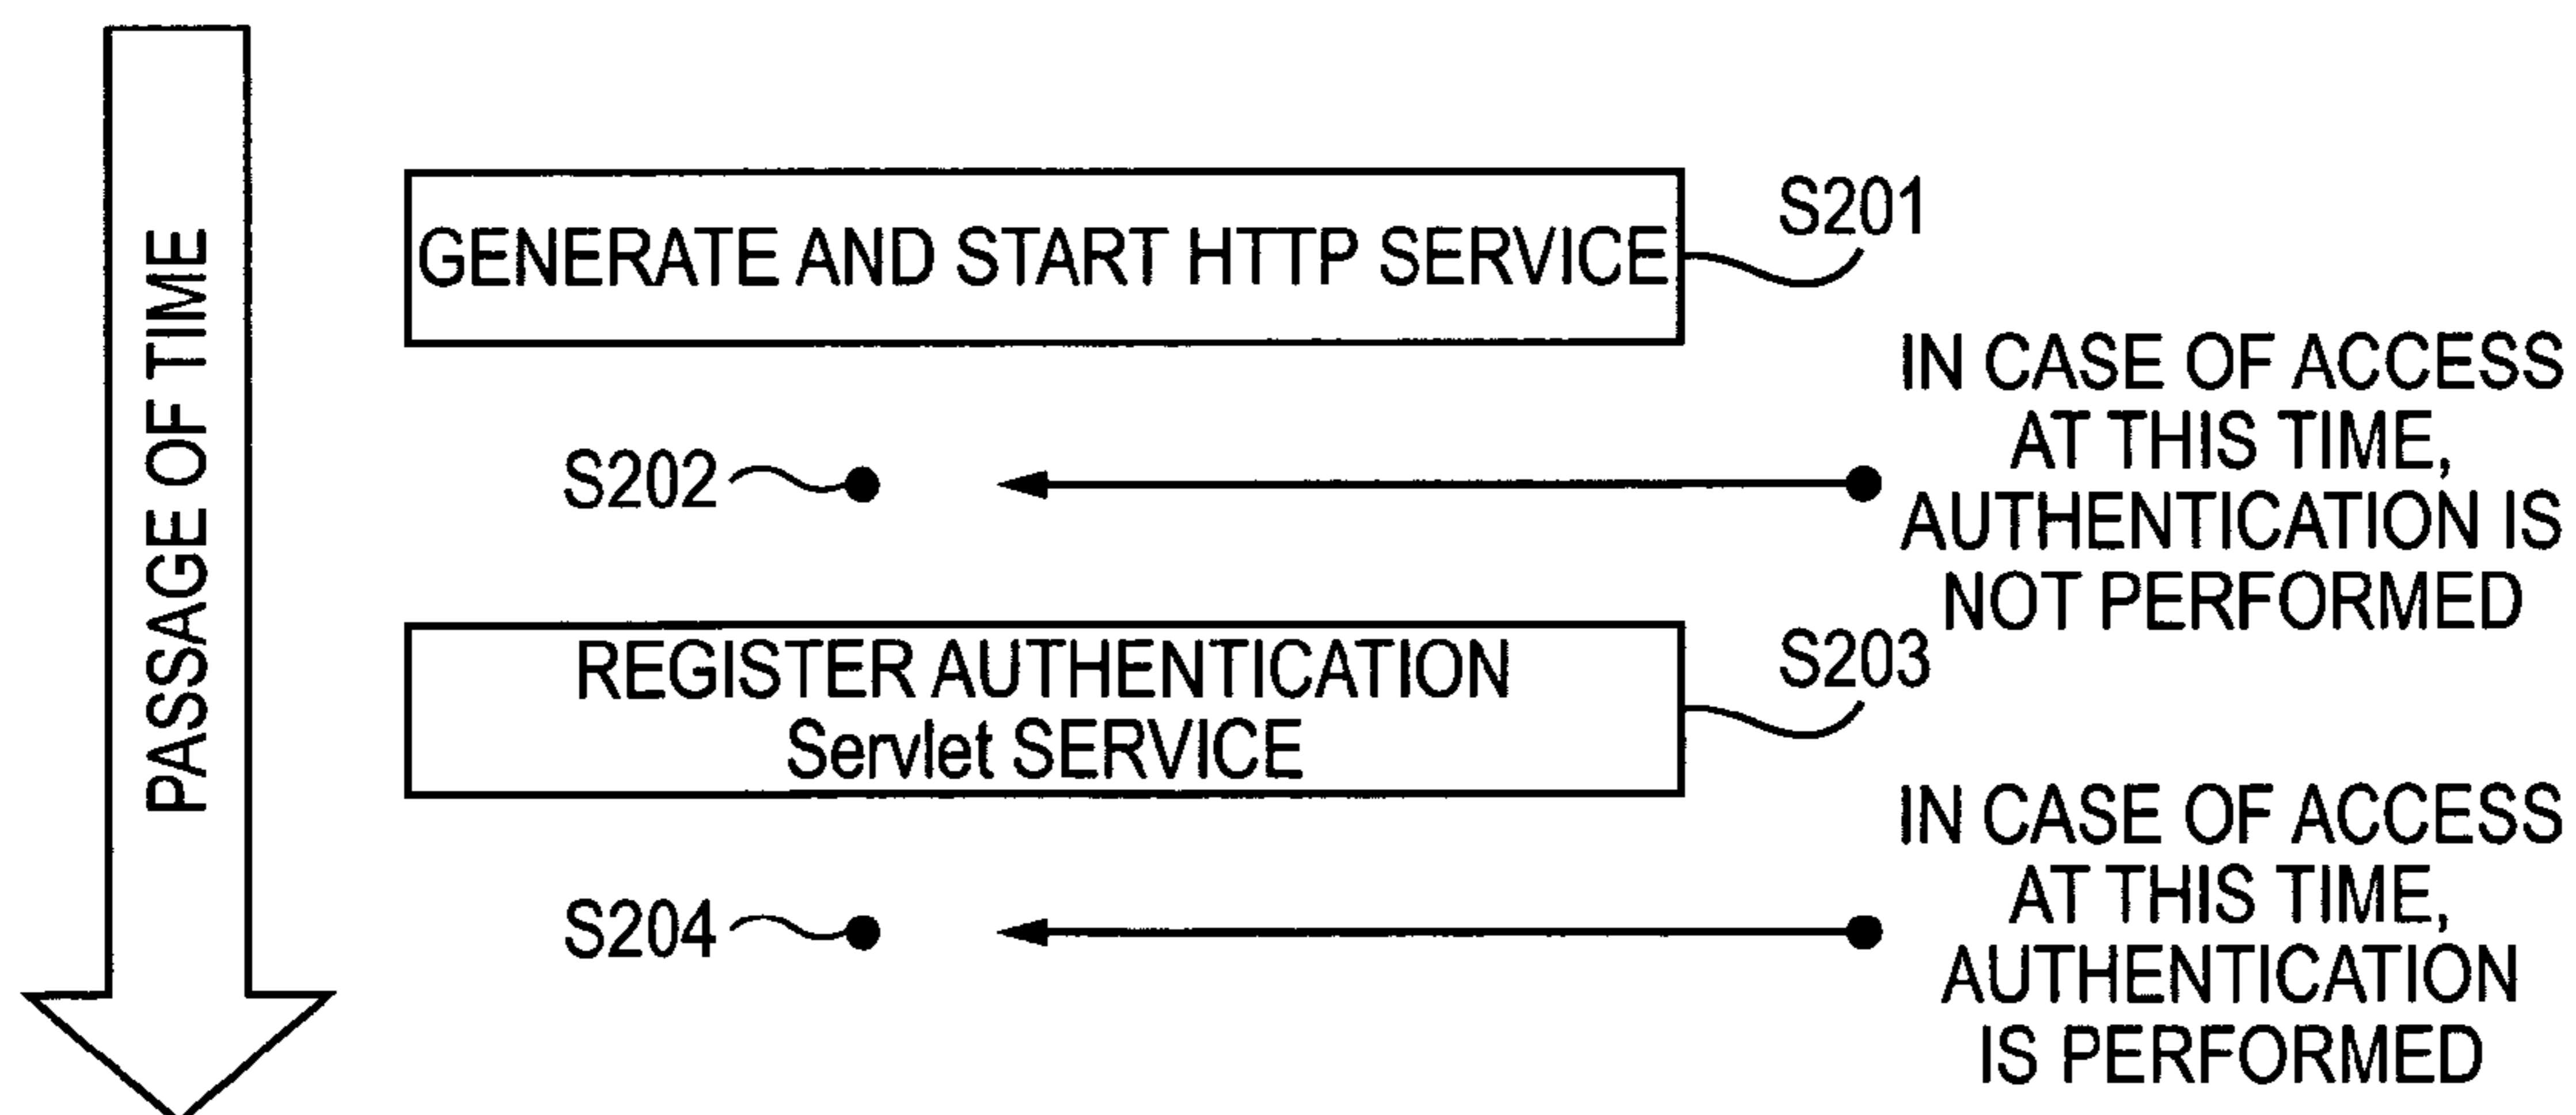 PASSAGE OF TIME
GENERATE AND START HTTP SERVICE
S201
IN CASE OF ACCESS
AT THIS TIME,
AUTHENTICATION IS
NOT PERFORMED
S202
REGISTER AUTHENTICATION
Servlet SERVICE
S203
IN CASE OF ACCESS
AT THIS TIME,
AUTHENTICATION
IS PERFORMED
S204